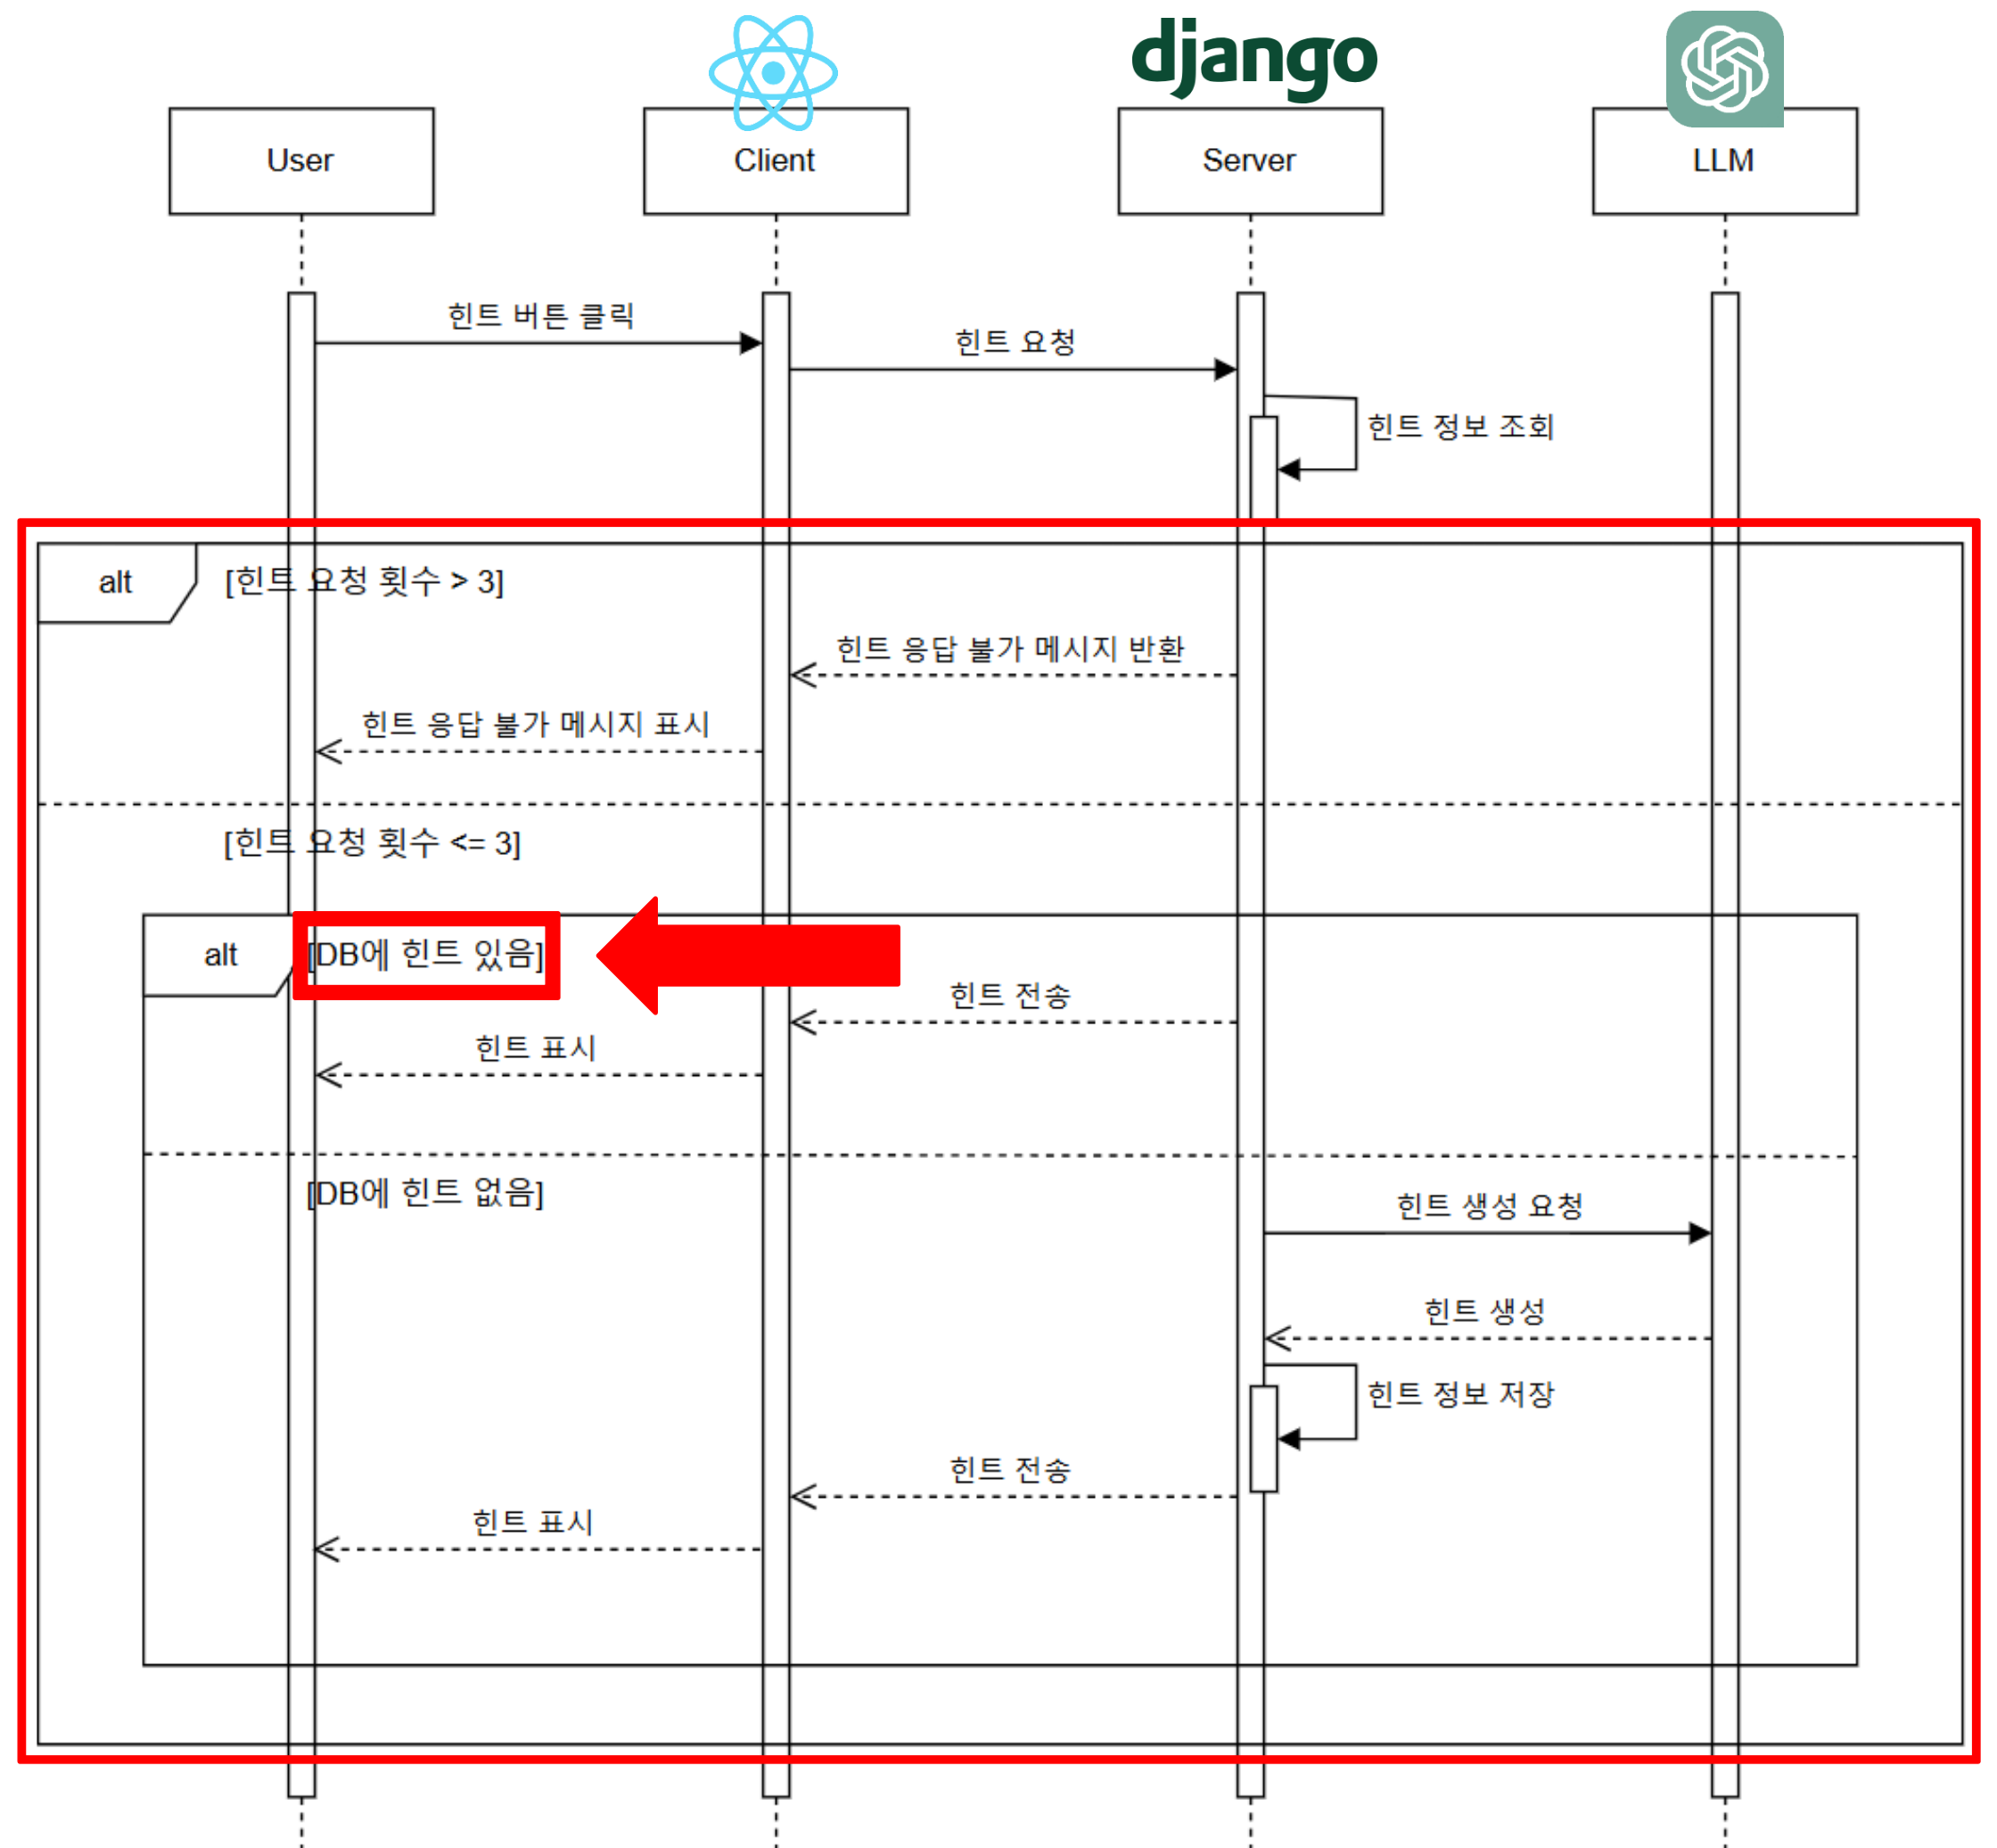 django
User
Client
Server
LLM
힌트 버튼 클릭
힌트 요청
힌트 정보 조회
alt
[힌트 요청 횟수 > 3]
힌트 응답 불가 메시지 반환
힌트 응답 불가 메시지 표시
[힌트 요청 횟수 <= 3]
alt
[DB에 힌트 있음]
힌트 전송
힌트 표시
[DB에 힌트 없음]
힌트 생성 요청
힌트 생성
힌트 정보 저장
힌트 전송
힌트 표시